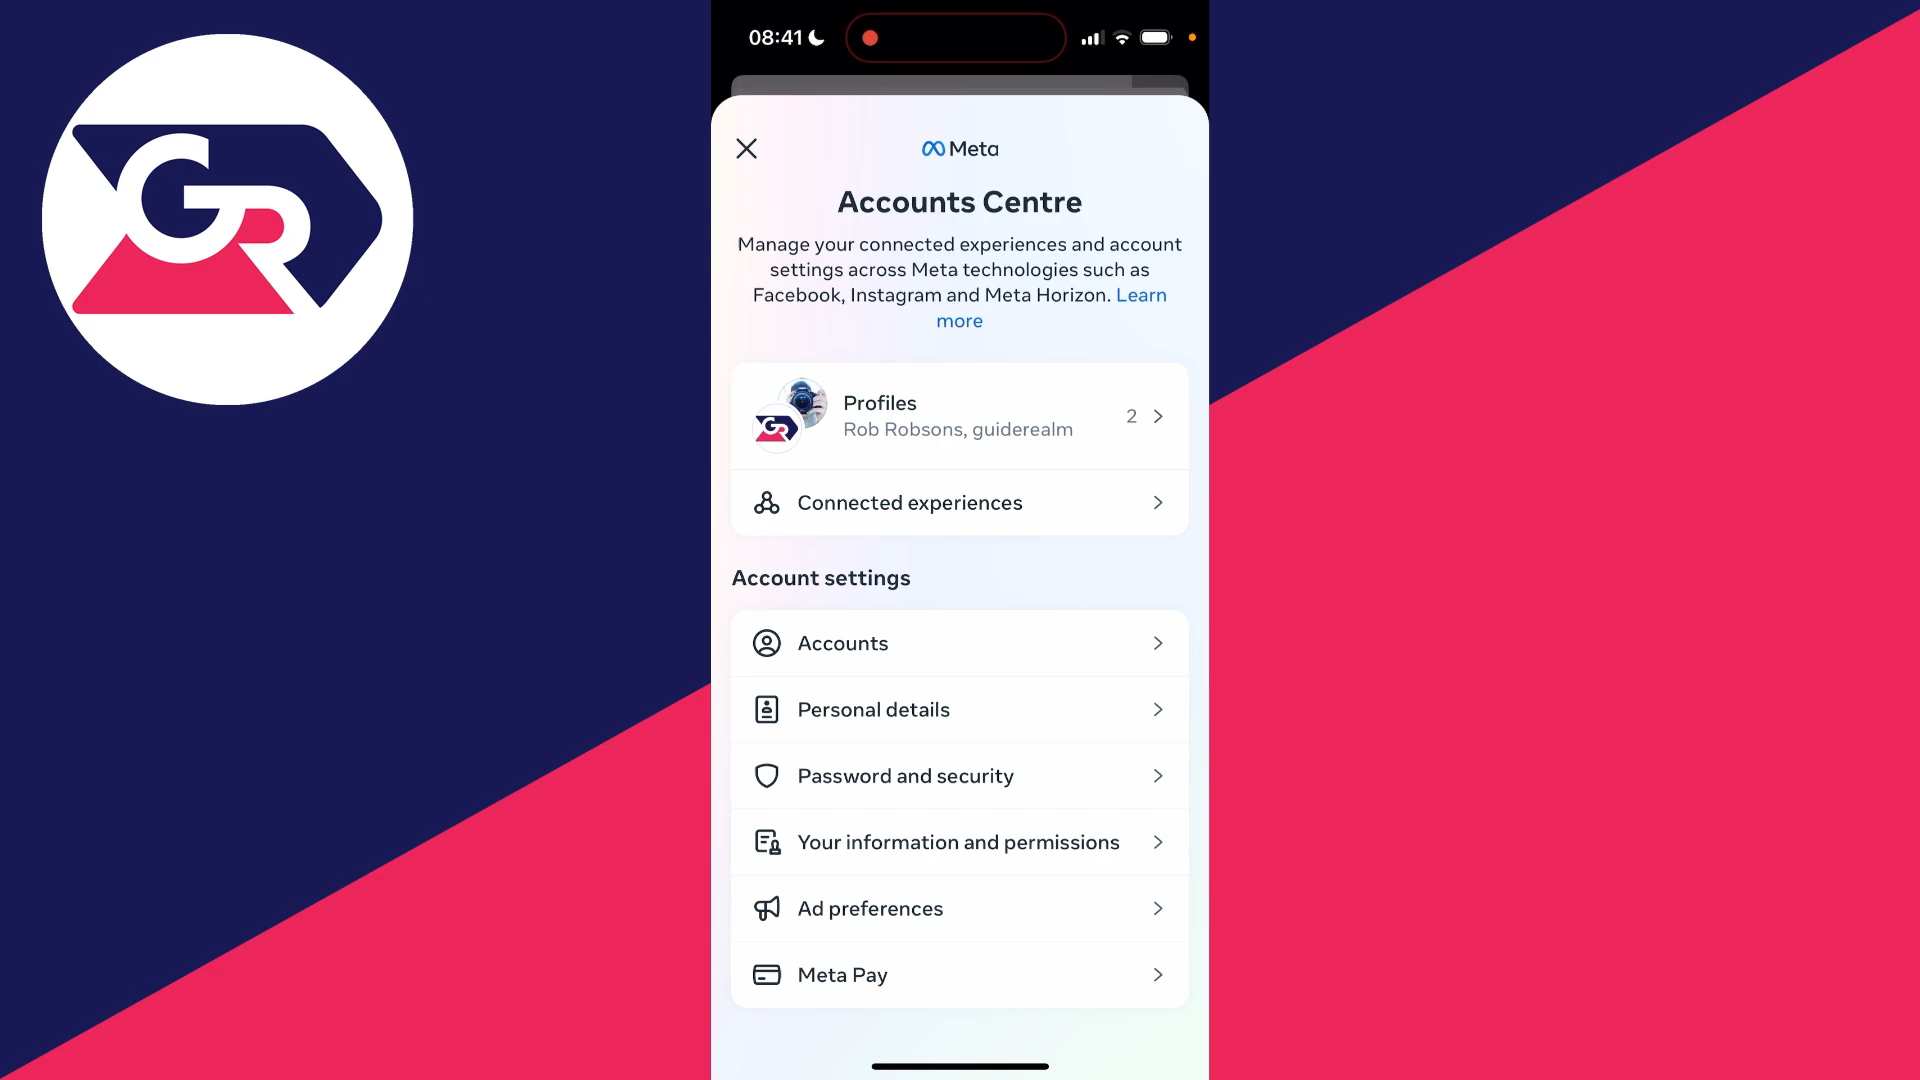 GR
08:41
Meta
Accounts Centre
Manage your connected experiences and account
settings across Meta technologies such as
Facebook, Instagram and Meta Horizon. Learn
more
GR
Profiles
Rob Robsons, guiderealm
2
Connected experiences
Account settings
Accounts
Personal details
Password and security
Your information and permissions
Ad preferences
Meta Pay